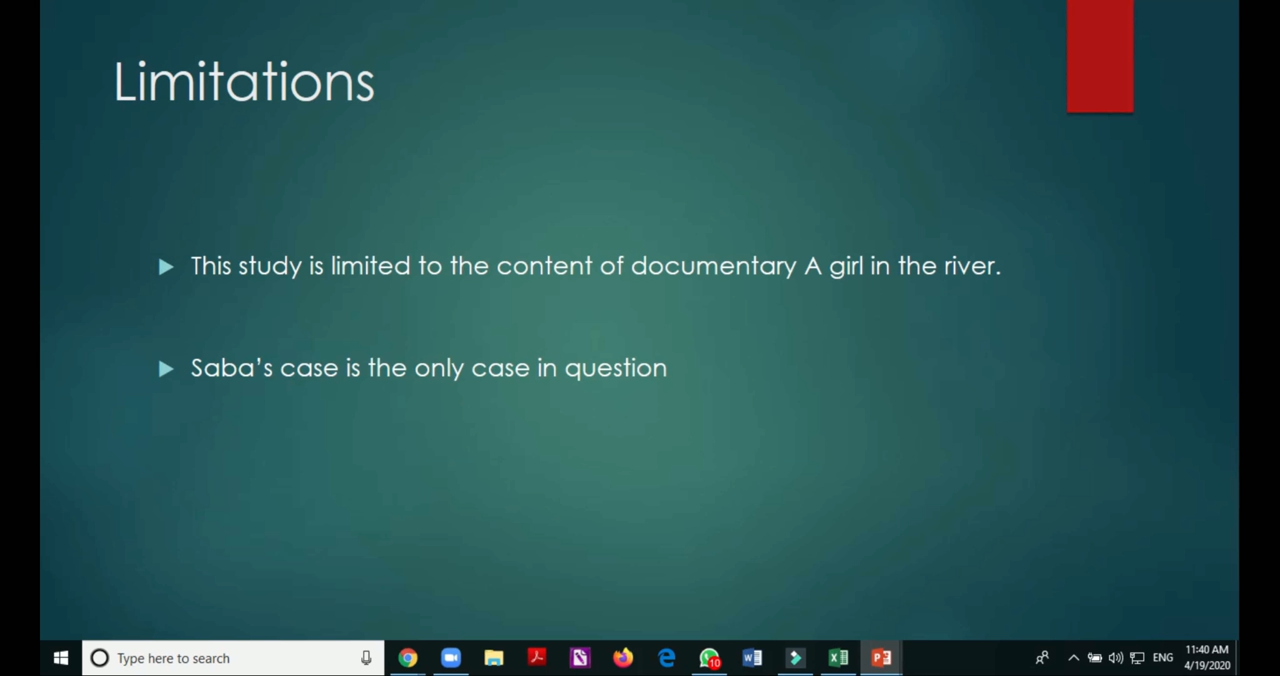 Limitations
This study is limited to the content of documentary A girl in the river.
Saba's case is the only case in question
Type here to search
10
ENG
11:40 AM
4/19/2020